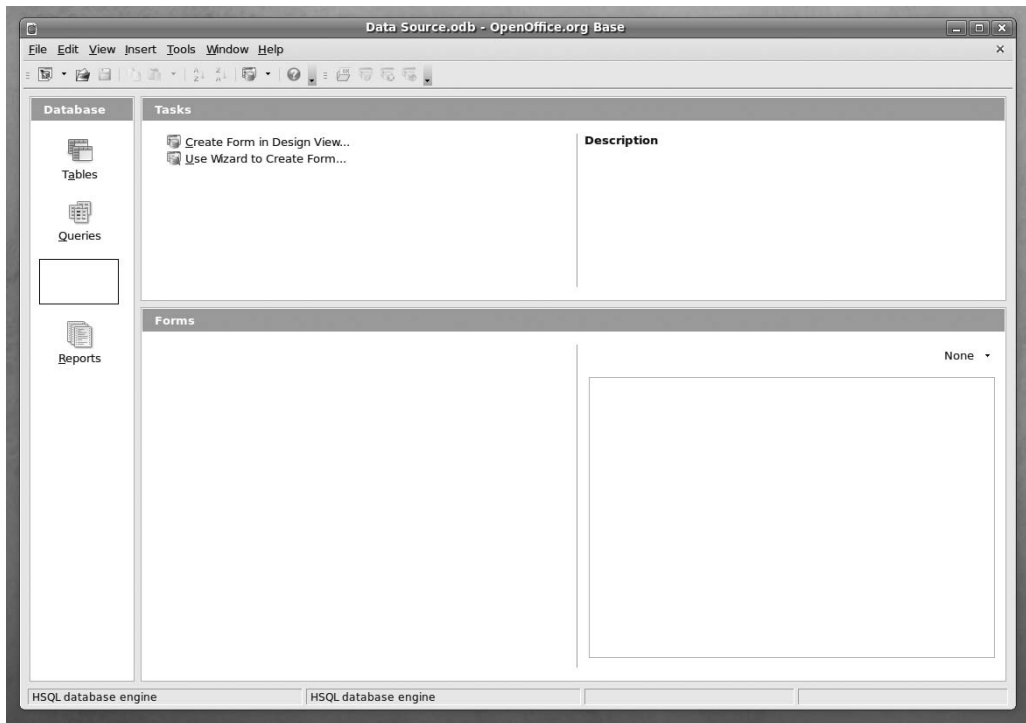 Data Source.odb - OpenOffice.org Base
File Edit View Insert Tools Window Help
Database
Tables
Queries
Reports
Tasks
Create Form in Design View...
Use Wizard to Create Form...
Description
Forms
None
HSQL database engine
HSQL database engine